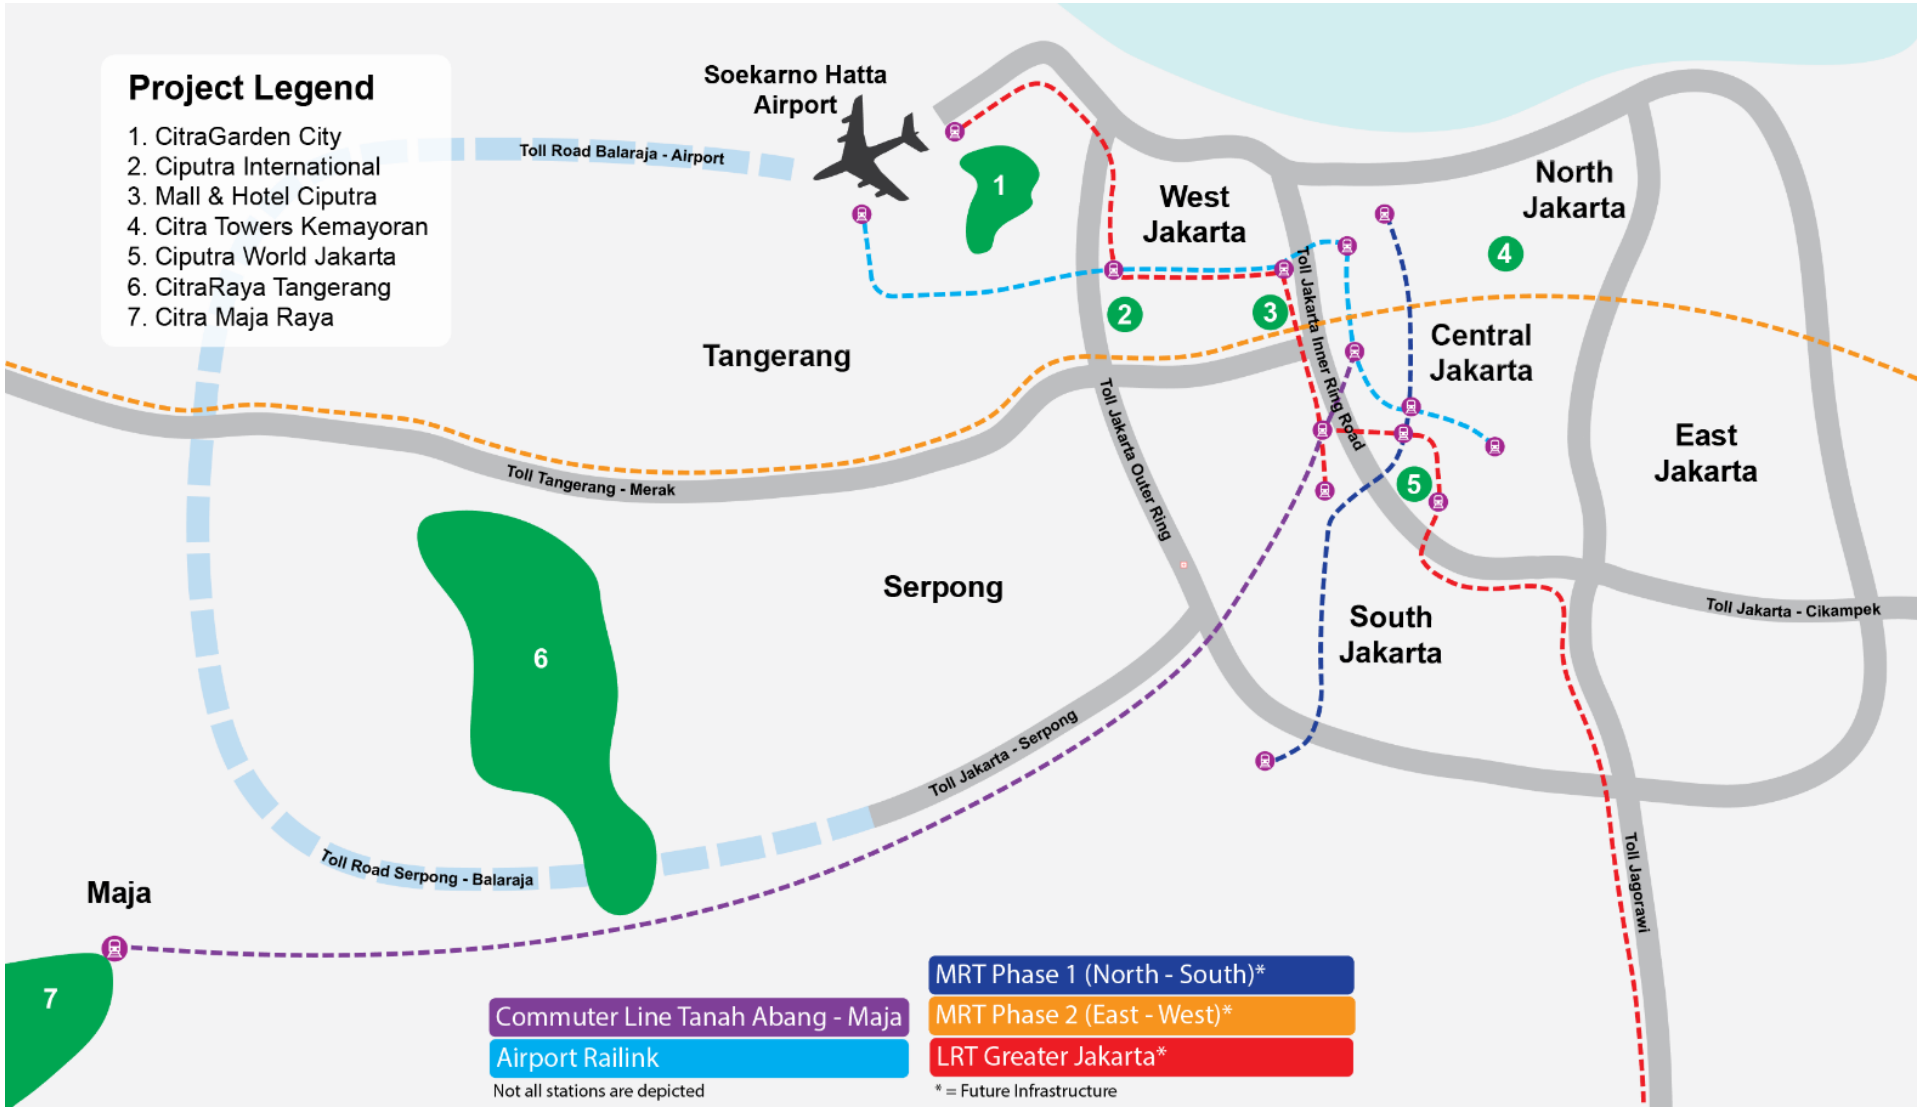 Project Legend
1. CitraGarden City
2. Ciputra International
3. Mall & Hotel Ciputra
4. Citra Towers Kemayoran
5. Ciputra World Jakarta
6. CitraRaya Tangerang
7. Citra Maja Raya
Soekarno Hatta
Airport
Toll Road Balaraja - Airport
1
West
Jakarta
North
Jakarta
4
Toll Jakarta Inner Ring Road
2
3
Tangerang
Central
Jakarta
Toll Jakarta Outer Ring
East
Jakarta
Toll Tangerang - Merak
5
Serpong
6
South
Jakarta
Toll Jakarta - Cikampek
Toll Jakarta - Serpong
Toll Road Serpong - Balaraja
Toll Jagorawi
Maja
7
Commuter Line Tanah Abang - Maja
Airport Railink
Not all stations are depicted
MRT Phase 1 (North - South)*
MRT Phase 2 (East - West)*
LRT Greater Jakarta*
* = Future Infrastructure